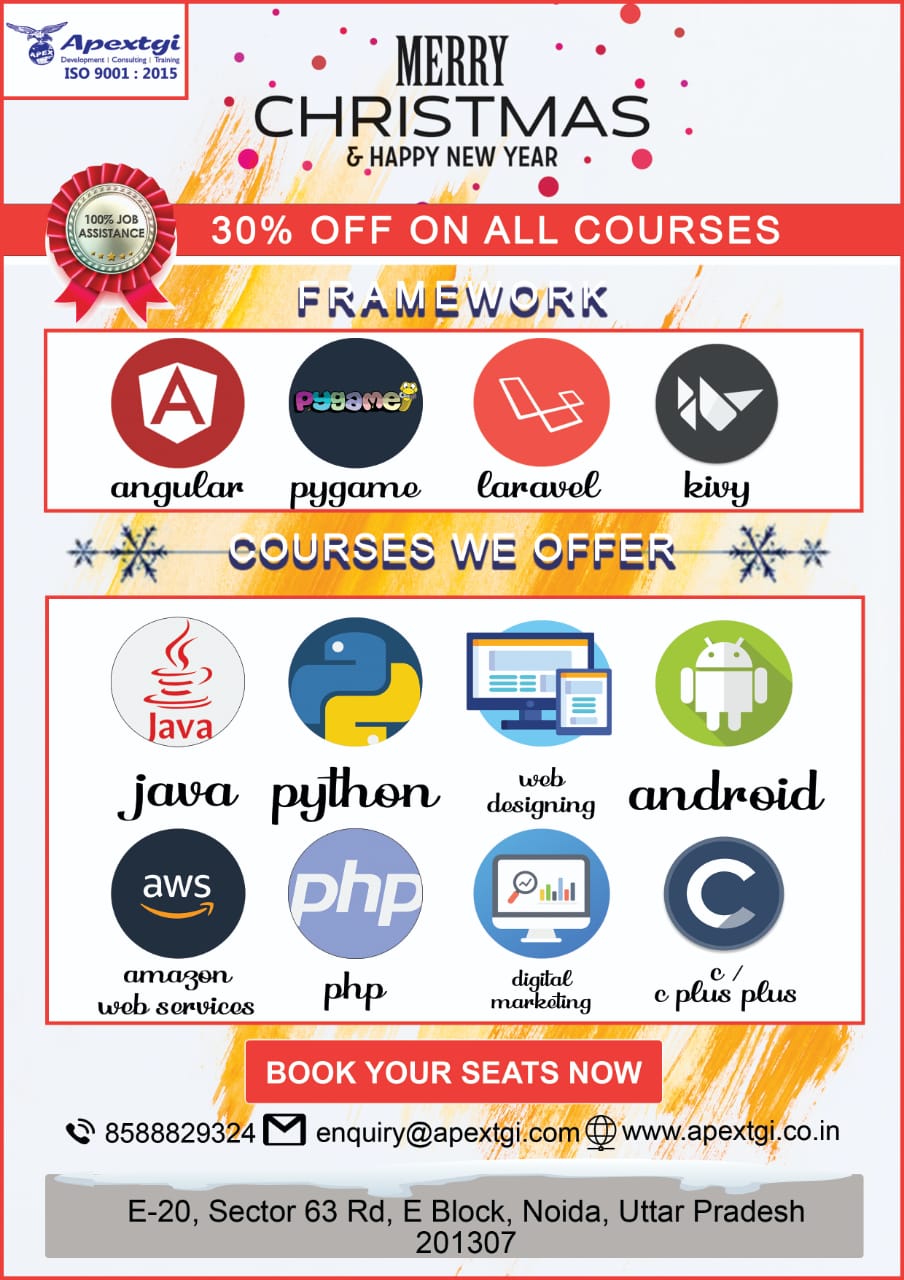 Apextgi
APEX
Development | Consulting | Training
ISO 9001 : 2015
MERRY
CHRISTMAS
& HAPPY NEW YEAR
100% JOB
ASSISTANCE
30% OFF ON ALL COURSES
FRAMEWORK
A
pygame
angular
pygame
laravel
kivy
COURSES WE OFFER
Java
java
python
web
designing
android
aws
php
C
amazon
web services
php
digital
marketing
c /
c plus plus
BOOK YOUR SEATS NOW
8588829324
enquiry@apextgi.com
www.apextgi.co.in
E-20, Sector 63 Rd, E Block, Noida, Uttar Pradesh
201307